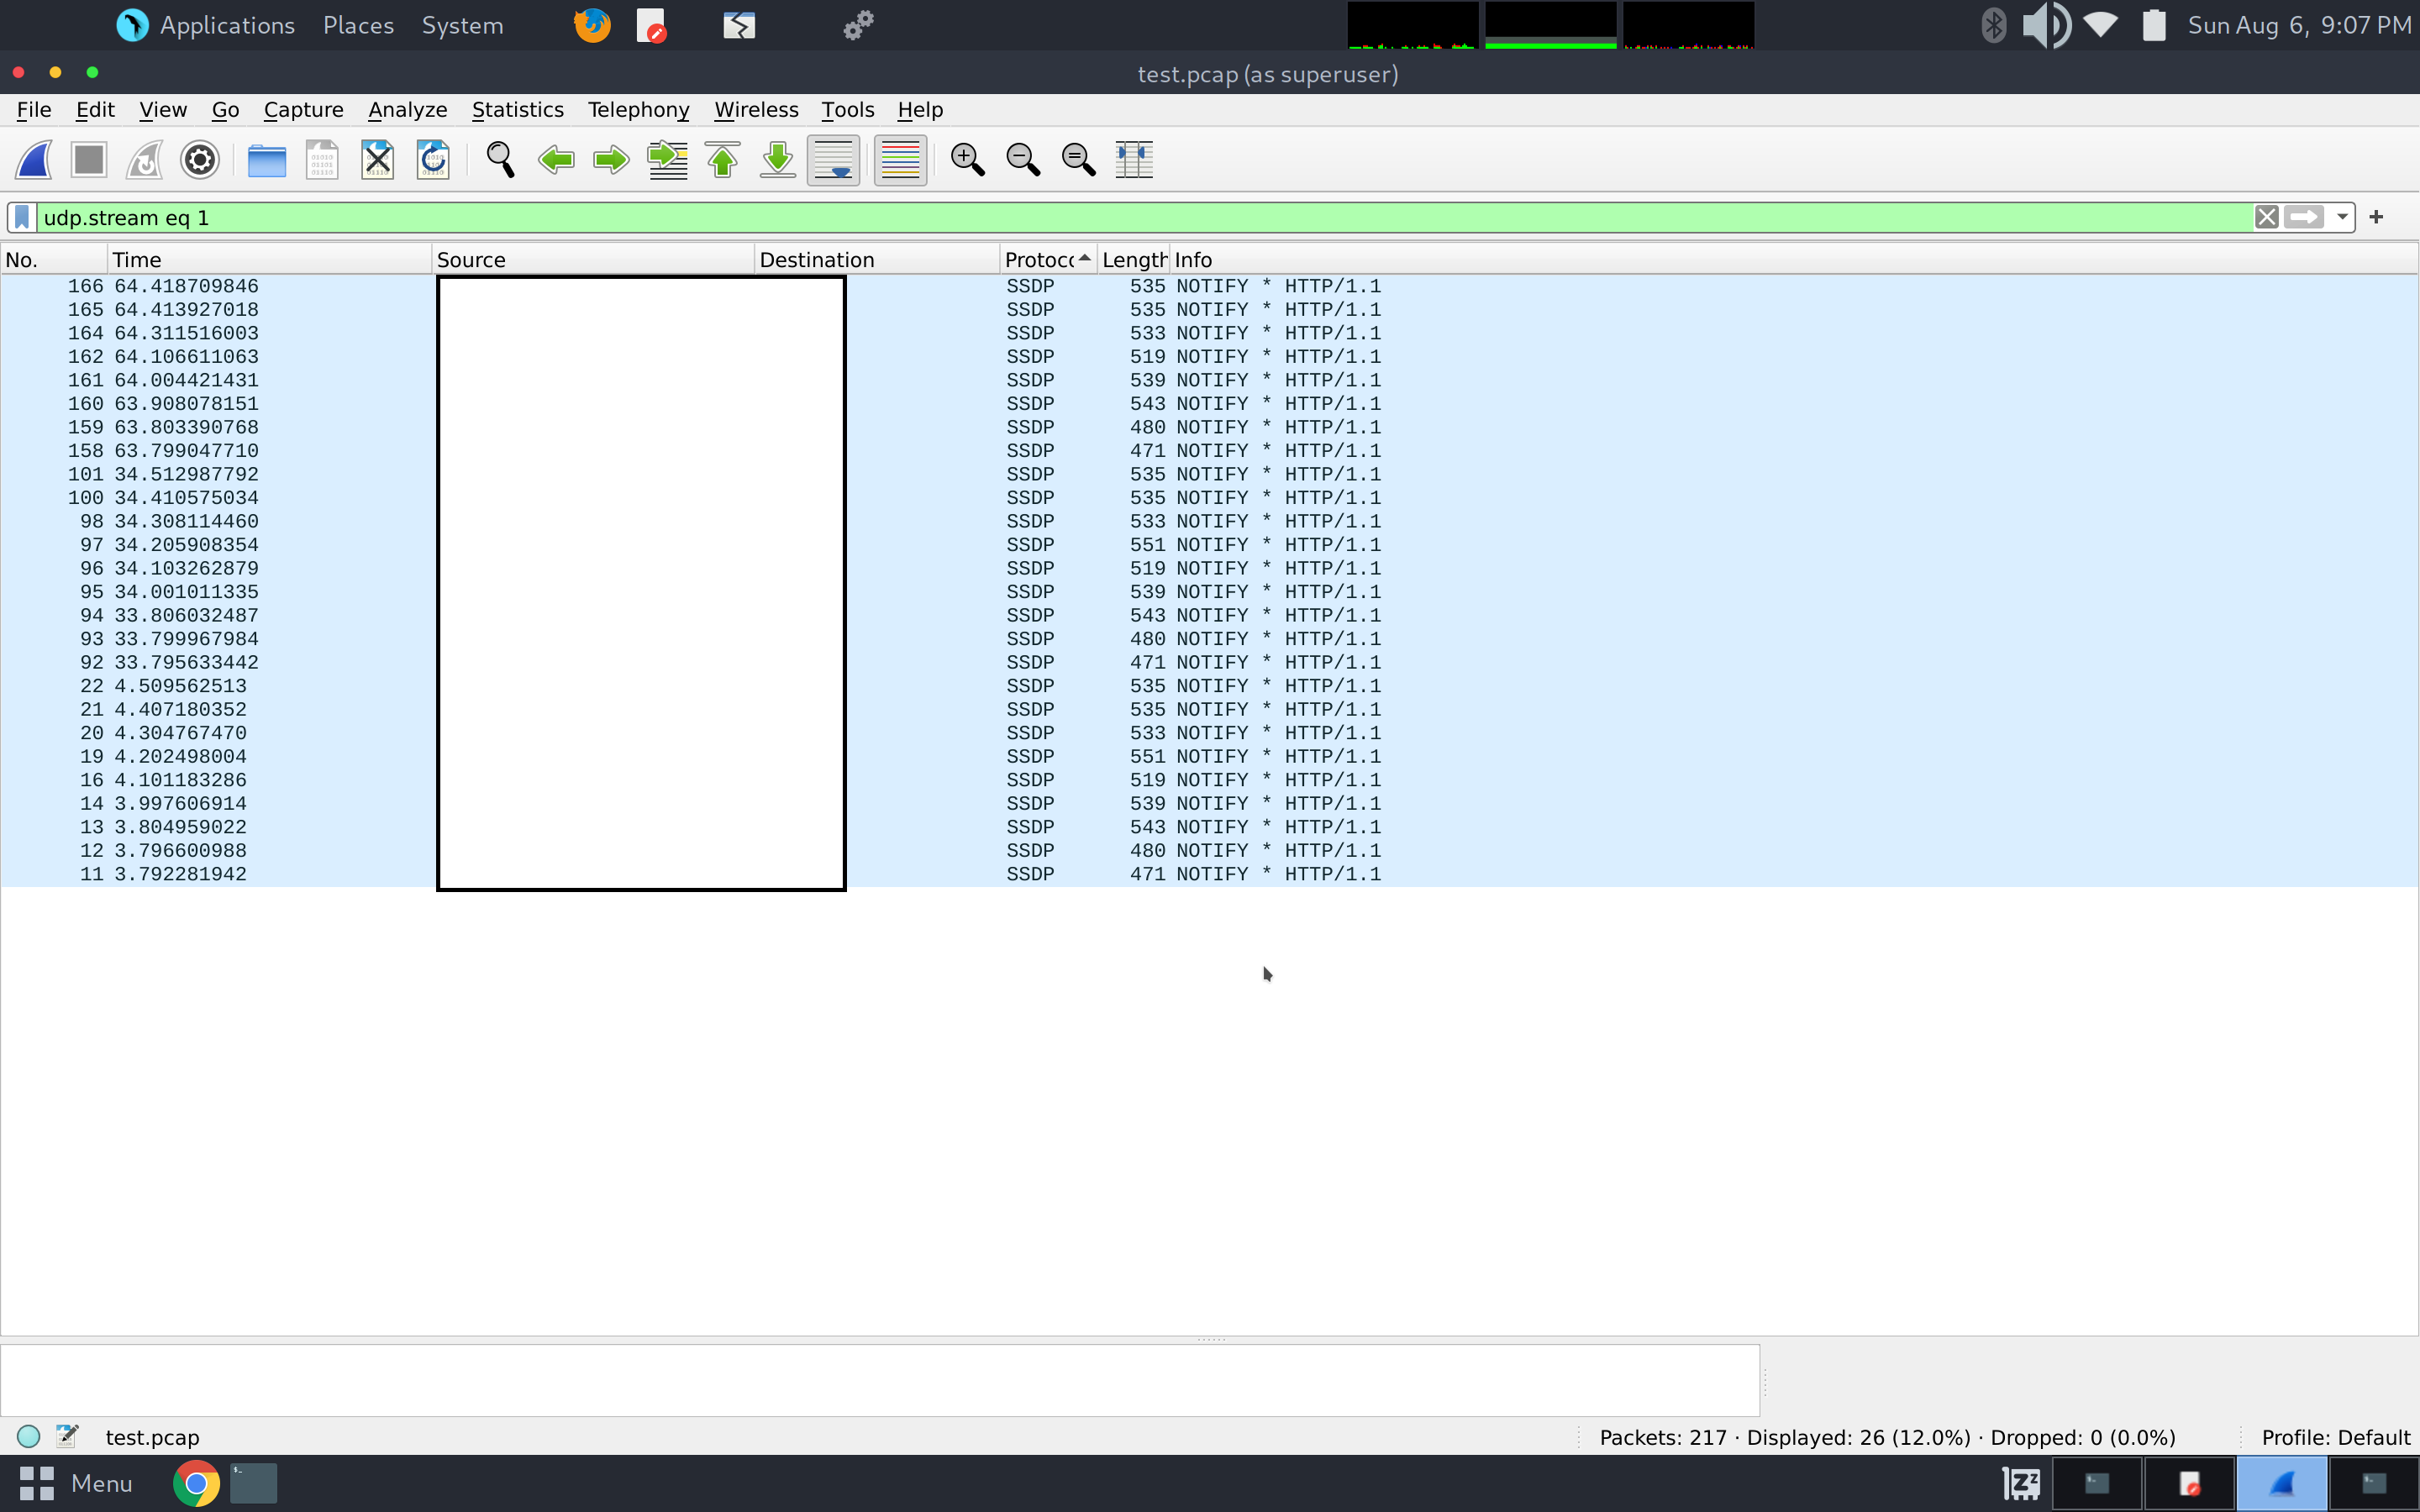 Applications Places System Sun Aug 6, 9:07 PM
test.pcap (as superuser)
File Edit View Go Capture Analyze Statistics Telephony Wireless Tools Help
udp.stream eq 1
No. Time Source Destination Protoc Length Info
166 64.418709846 SSDP 535 NOTIFY * HTTP/1.1
165 64.413927018 SSDP 535 NOTIFY * HTTP/1.1
164 64.311516003 SSDP 533 NOTIFY * HTTP/1.1
162 64.106611063 SSDP 519 NOTIFY * HTTP/1.1
161 64.004421431 SSDP 539 NOTIFY * HTTP/1.1
160 63.908078151 SSDP 543 NOTIFY * HTTP/1.1
159 63.803390768 SSDP 480 NOTIFY * HTTP/1.1
158 63.799047710 SSDP 471 NOTIFY * HTTP/1.1
101 34.512987792 SSDP 535 NOTIFY * HTTP/1.1
100 34.410575034 SSDP 535 NOTIFY * HTTP/1.1
98 34.308114460 SSDP 533 NOTIFY * HTTP/1.1
97 34.205908354 SSDP 551 NOTIFY * HTTP/1.1
96 34.103262879 SSDP 519 NOTIFY * HTTP/1.1
95 34.001011335 SSDP 539 NOTIFY * HTTP/1.1
94 33.806032487 SSDP 543 NOTIFY * HTTP/1.1
93 33.799967984 SSDP 480 NOTIFY * HTTP/1.1
92 33.795633442 SSDP 471 NOTIFY * HTTP/1.1
22 4.509562513 SSDP 535 NOTIFY * HTTP/1.1
21 4.407180352 SSDP 535 NOTIFY * HTTP/1.1
20 4.304767470 SSDP 533 NOTIFY * HTTP/1.1
19 4.202498004 SSDP 551 NOTIFY * HTTP/1.1
16 4.101183286 SSDP 519 NOTIFY * HTTP/1.1
14 3.997606914 SSDP 539 NOTIFY * HTTP/1.1
13 3.804959022 SSDP 543 NOTIFY * HTTP/1.1
12 3.796600988 SSDP 480 NOTIFY * HTTP/1.1
11 3.792281942 SSDP 471 NOTIFY * HTTP/1.1
test.pcap Packets: 217 · Displayed: 26 (12.0%) · Dropped: 0 (0.0%) Profile: Default
Menu